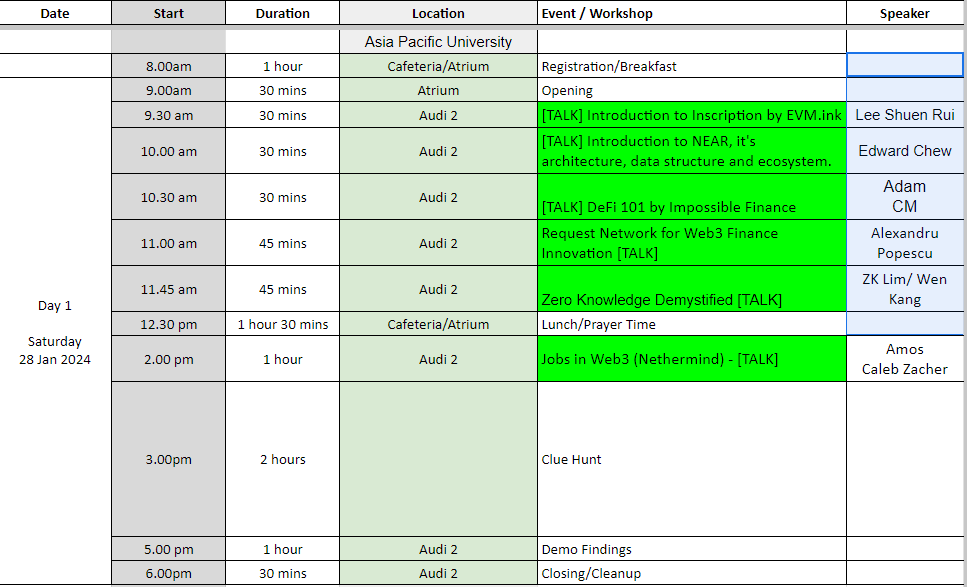 Date Start Duration Location Event / Workshop Speaker
Asia Pacific University
8.00am 1 hour Cafeteria/Atrium Registration/Breakfast
9.00am 30 mins Atrium Opening
9.30 am 30 mins Audi 2 [TALK] Introduction to Inscription by EVM.ink Lee Shuen Rui
10.00 am 30 mins Audi 2 [TALK] Introduction to NEAR, it's
architecture, data structure and ecosystem. Edward Chew
10.30 am 30 mins Audi 2 [TALK] DeFi 101 by Impossible Finance Adam
CM
11.00 am 45 mins Audi 2 Request Network for Web3 Finance
Innovation [TALK] Alexandru
Popescu
11.45 am 45 mins Audi 2 Zero Knowledge Demystified [TALK] ZK Lim/ Wen
Kang
Day 1
Saturday
28 Jan 2024
12.30 pm 1 hour 30 mins Cafeteria/Atrium Lunch/Prayer Time
2.00 pm 1 hour Audi 2 Jobs in Web3 (Nethermind) - [TALK] Amos
Caleb Zacher
3.00pm 2 hours Clue Hunt
5.00 pm 1 hour Audi 2 Demo Findings
6.00pm 30 mins Audi 2 Closing/Cleanup